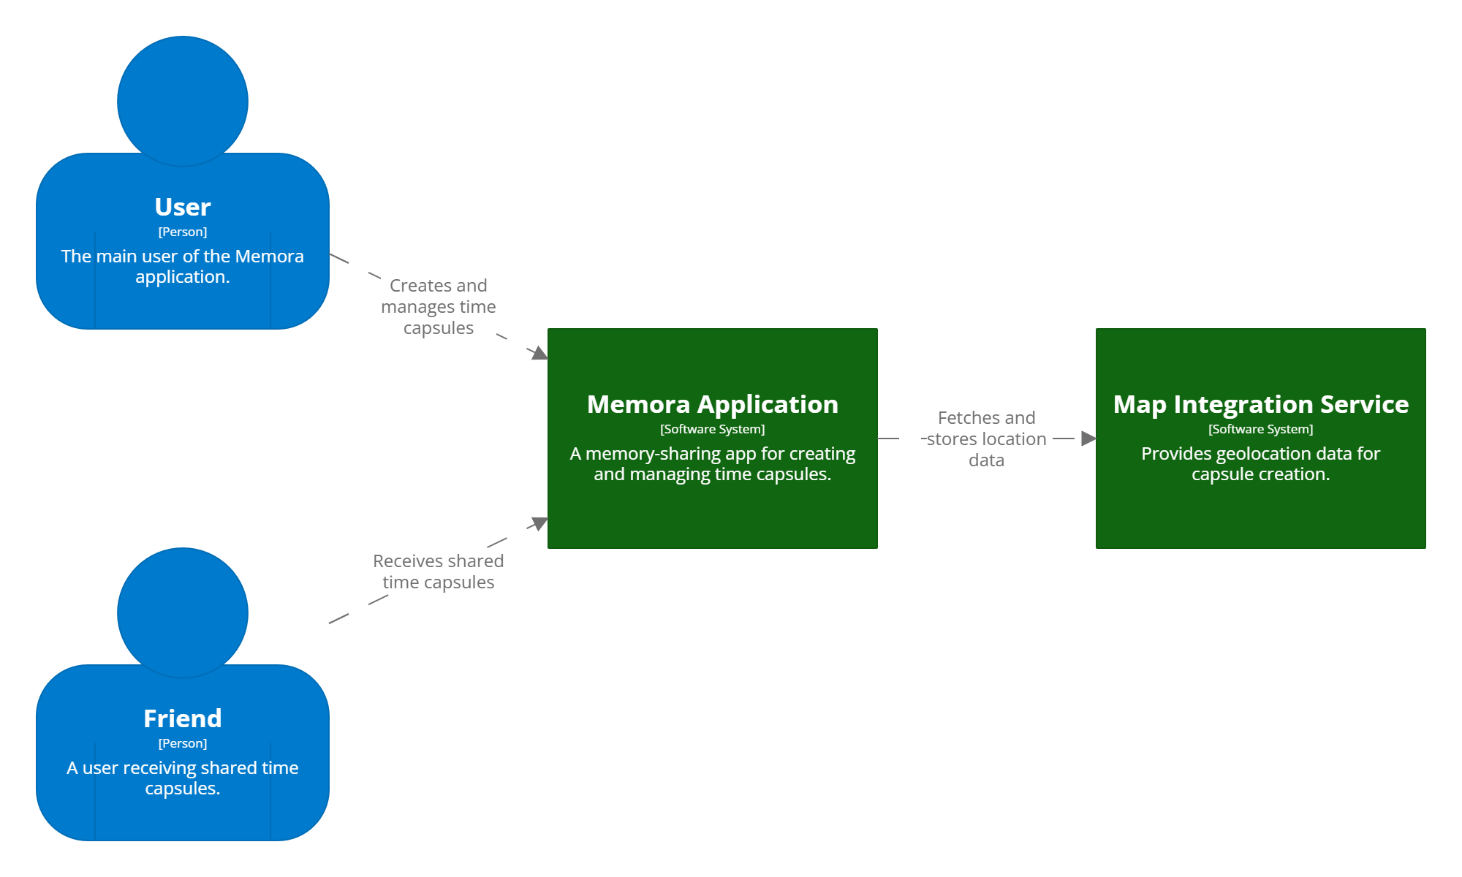 User
[Person]
The main user of the Memora
application.
Creates and
manages time
capsules
Memora Application
[Software System]
A memory-sharing app for creating
and managing time capsules.
Fetches and
stores location
data
Map Integration Service
[Software System]
Provides geolocation data for
capsule creation.
Receives shared
time capsules
Friend
[Person]
A user receiving shared time
capsules.